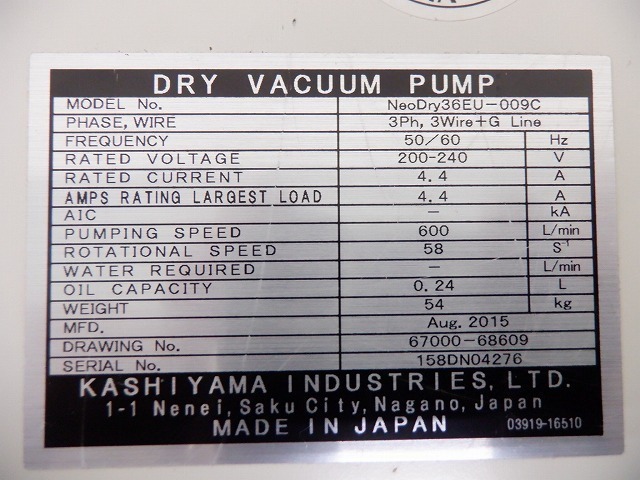 DRY VACUUM PUMP
MODEL No. NeoDry36EU-009C
PHASE, WIRE 3Ph, 3Wire+G Line
FREQUENCY 50/60 Hz
RATED VOLTAGE 200-240 V
RATED CURRENT 4.4 A
AMPS RATING LARGEST LOAD 4.4 A
AIC - kA
PUMPING SPEED 600 L/min
ROTATIONAL SPEED 58 S⁻¹
WATER REQUIRED - L/min
OIL CAPACITY 0.24 L
WEIGHT 54 kg
MFD. Aug. 2015
DRAWING No. 67000-68609
SERIAL No. 158DN04276
KASHIYAMA INDUSTRIES, LTD.
1-1 Nenei, Saku City, Nagano, Japan
MADE IN JAPAN 03919-16510